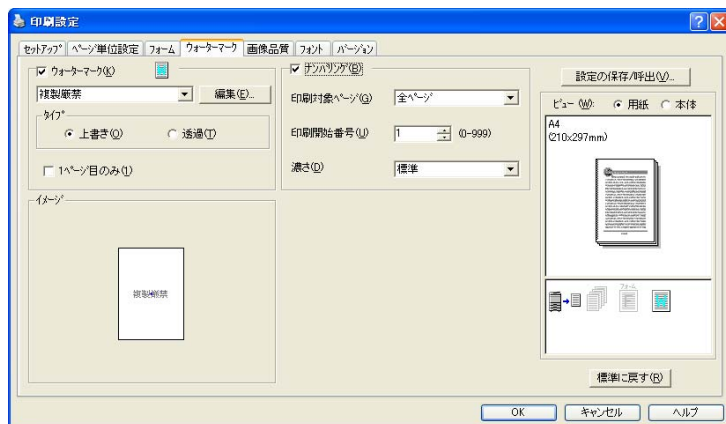 印刷設定
セットアップ ページ単位設定 フォーム ウォーターマーク 画像品質 フォント バージョン
ウォーターマーク(K)
複製厳禁 編集(E)...
タイプ
上書き(O) 透過(T)
1ページ目のみ(1)
イメージ
複製厳禁
ナンバリング(B)
印刷対象ページ(G) 全ページ
印刷開始番号(U) 1 (0-999)
濃さ(D) 標準
設定の保存/呼出(V)...
ビュー(W): 用紙 本体
A4
(210x297mm)
フォーム
標準に戻す(R)
OK キャンセル ヘルプ